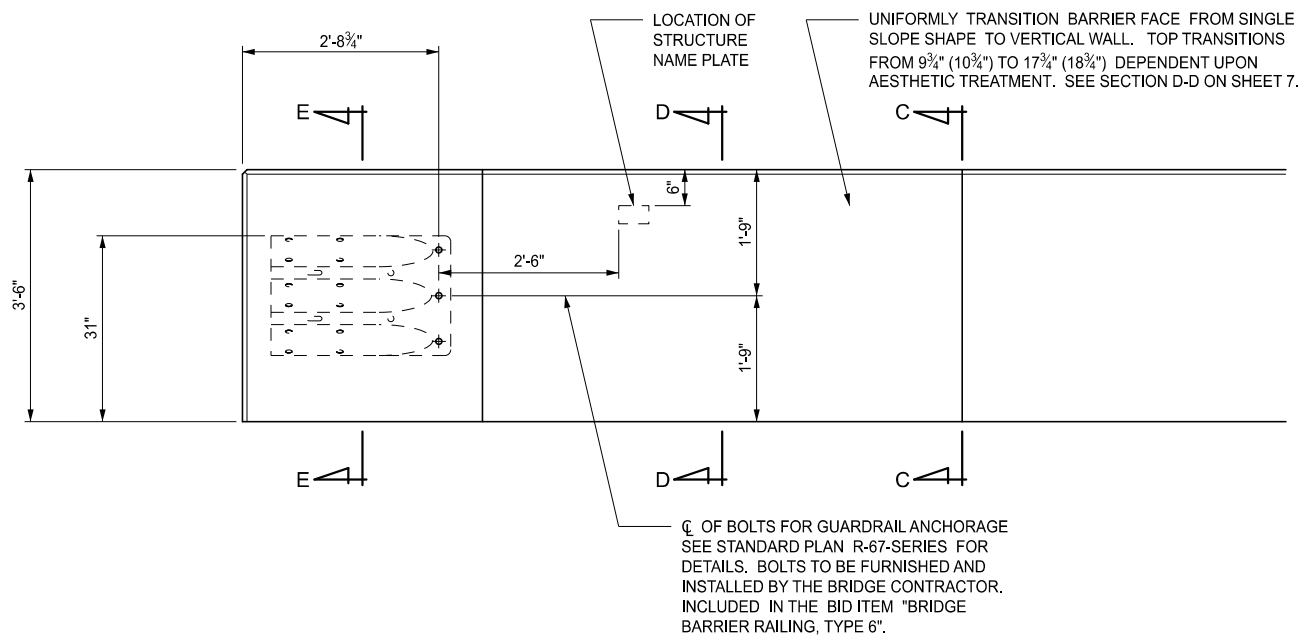 LOCATION OF
STRUCTURE
NAME PLATE
UNIFORMLY TRANSITION BARRIER FACE FROM SINGLE
SLOPE SHAPE TO VERTICAL WALL. TOP TRANSITIONS
FROM 9¾" (10¾") TO 17¾" (18¾") DEPENDENT UPON
AESTHETIC TREATMENT. SEE SECTION D-D ON SHEET 7.
2'-8¾"
E
D
C
6"
1'-9"
2'-6"
3'-6"
31"
1'-9"
E
D
C
℄ OF BOLTS FOR GUARDRAIL ANCHORAGE
SEE STANDARD PLAN R-67-SERIES FOR
DETAILS. BOLTS TO BE FURNISHED AND
INSTALLED BY THE BRIDGE CONTRACTOR.
INCLUDED IN THE BID ITEM "BRIDGE
BARRIER RAILING, TYPE 6".